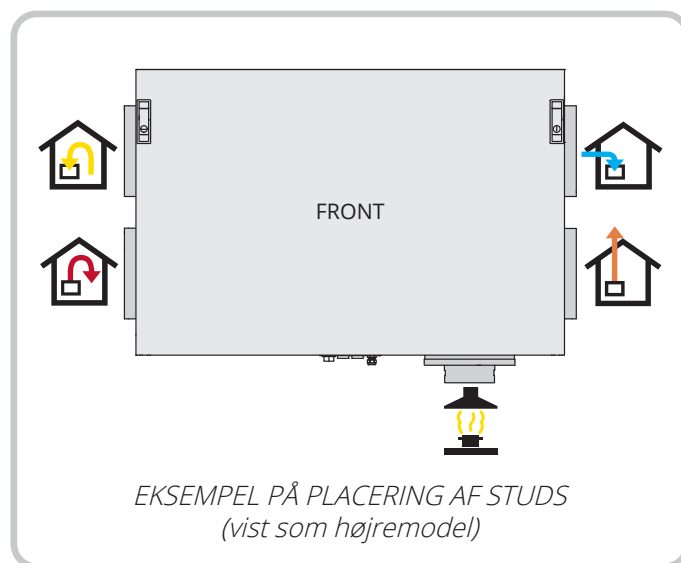 FRONT
EKSEMPEL PÅ PLACERING AF STUDS
(vist som højremodel)